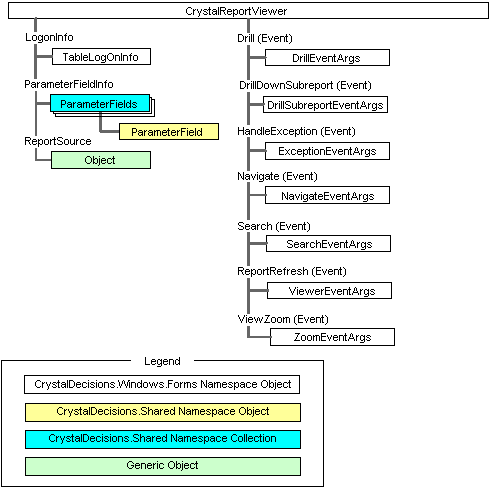 CrystalReportViewer
LogonInfo
TableLogOnInfo
ParameterFieldInfo
ParameterFields
ParameterField
ReportSource
Object
Drill (Event)
DrillEventArgs
DrillDownSubreport (Event)
DrillSubreportEventArgs
HandleException (Event)
ExceptionEventArgs
Navigate (Event)
NavigateEventArgs
Search (Event)
SearchEventArgs
ReportRefresh (Event)
ViewerEventArgs
ViewZoom (Event)
ZoomEventArgs
Legend
CrystalDecisions.Windows.Forms Namespace Object
CrystalDecisions.Shared Namespace Object
CrystalDecisions.Shared Namespace Collection
Generic Object